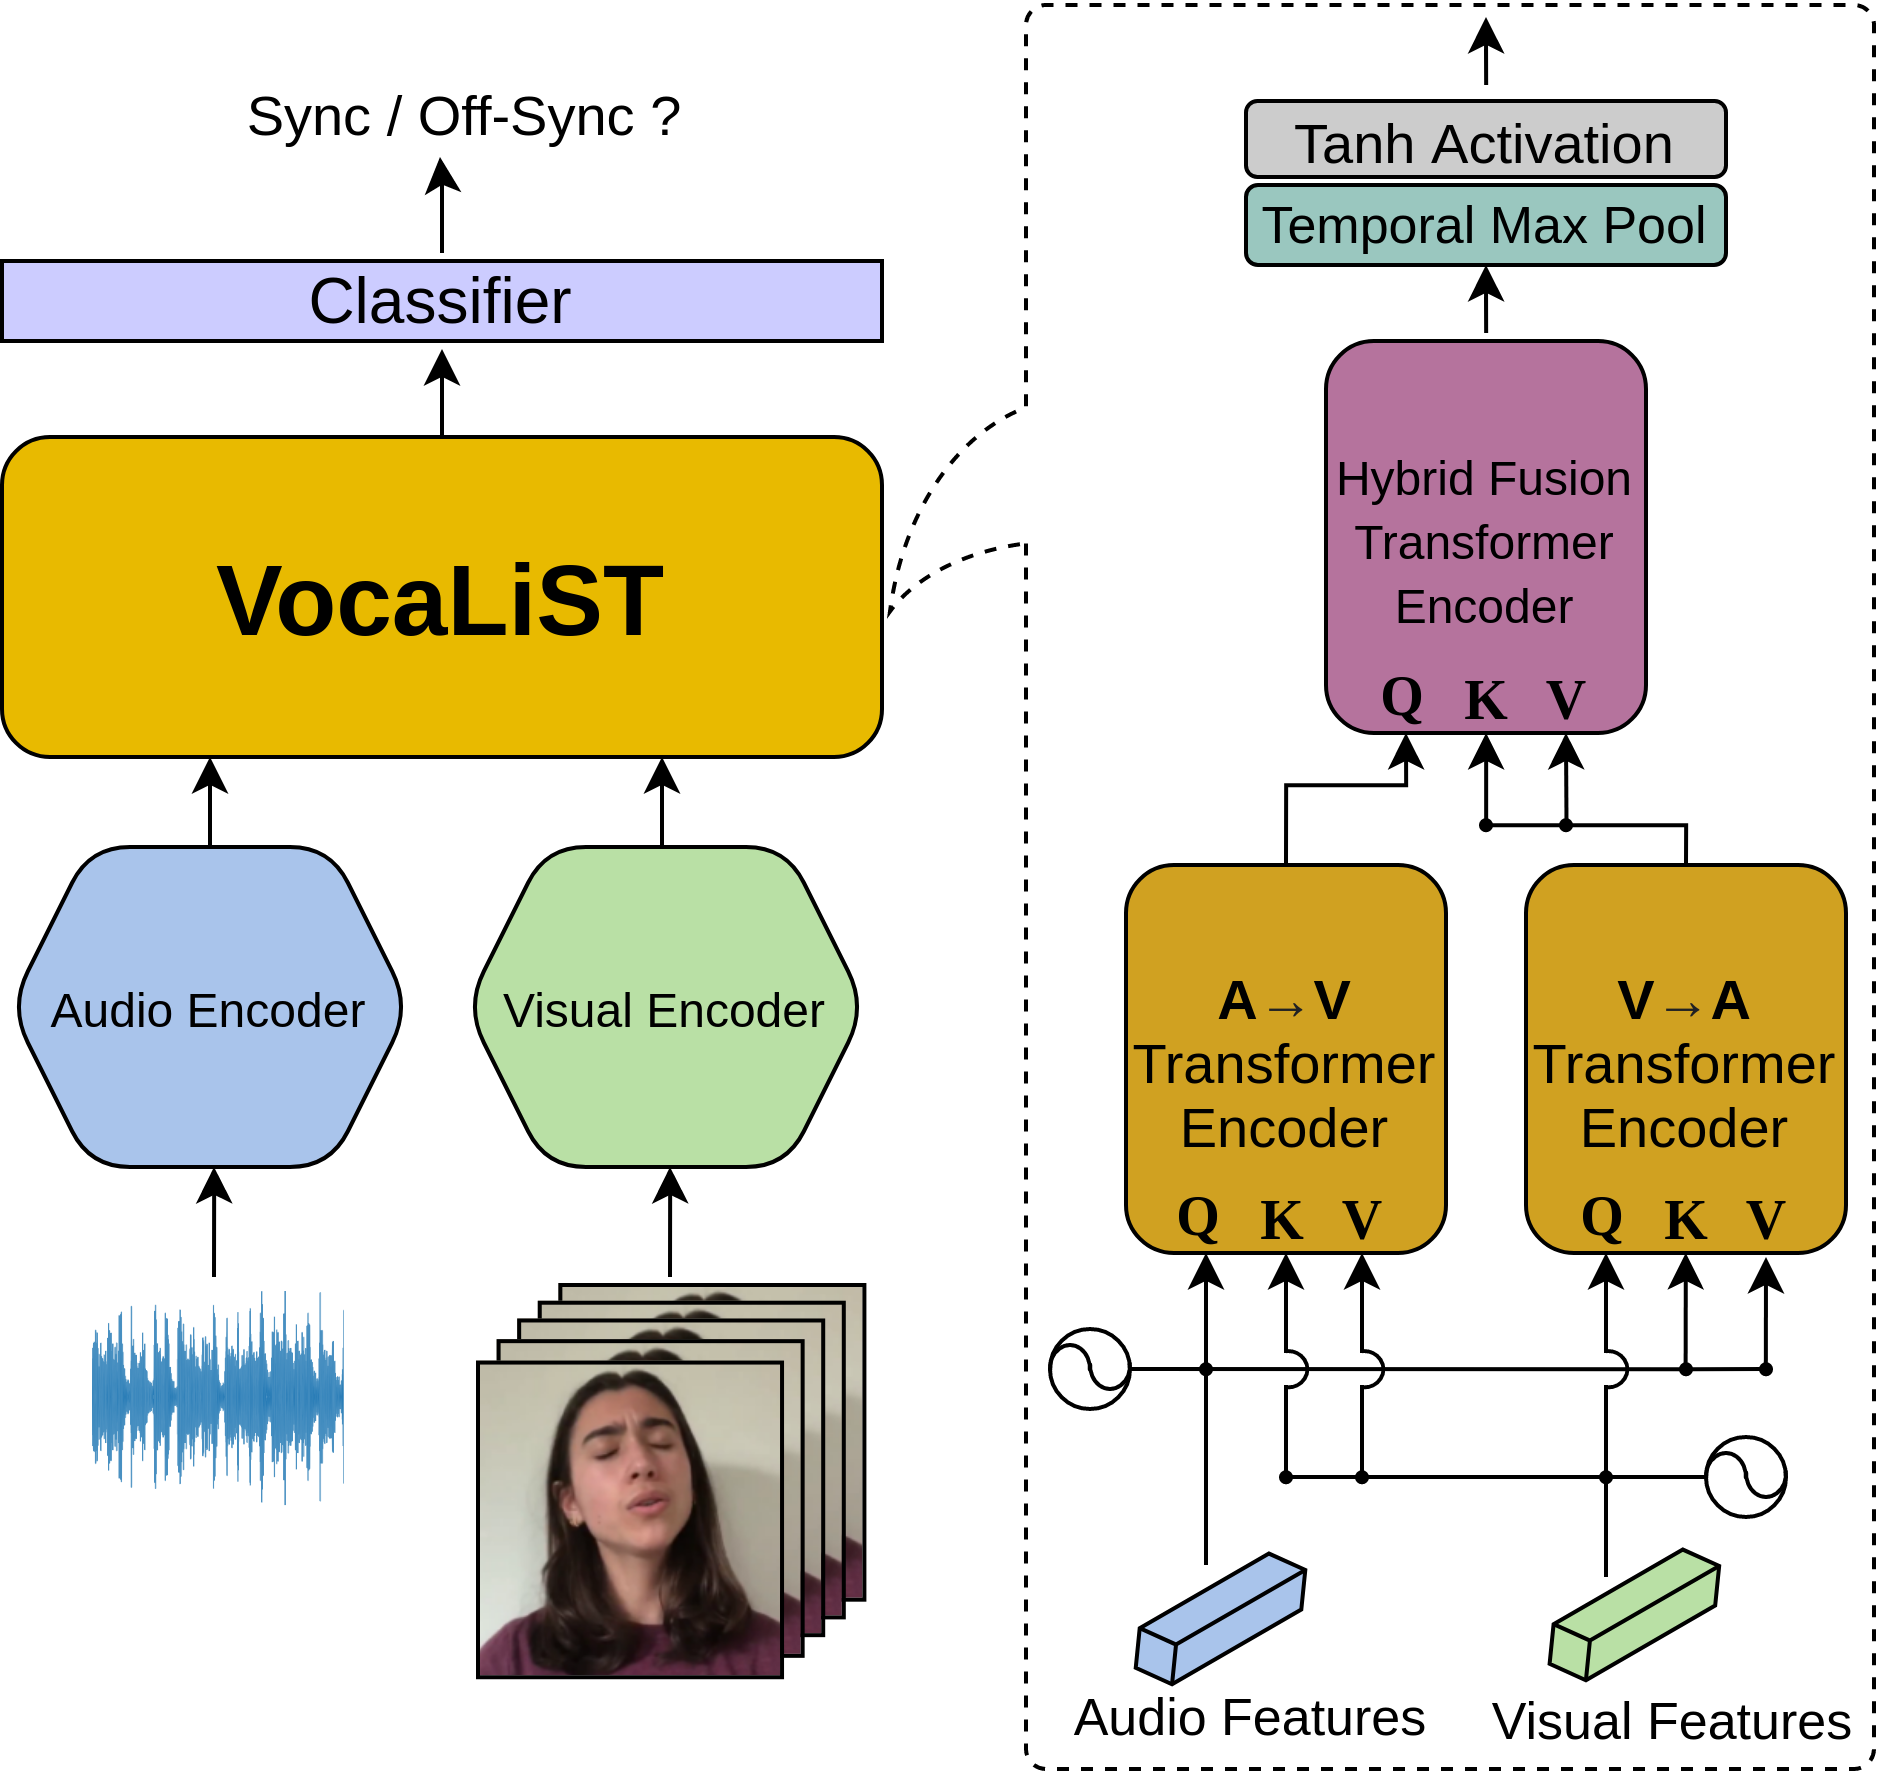 Sync / Off-Sync ?
Classifier
VocaLiST
Audio Encoder
Visual Encoder
Tanh Activation
Temporal Max Pool
Hybrid Fusion
Transformer
Encoder
Q K V
A→V
Transformer
Encoder
Q K V
V→A
Transformer
Encoder
Q K V
Audio Features
Visual Features